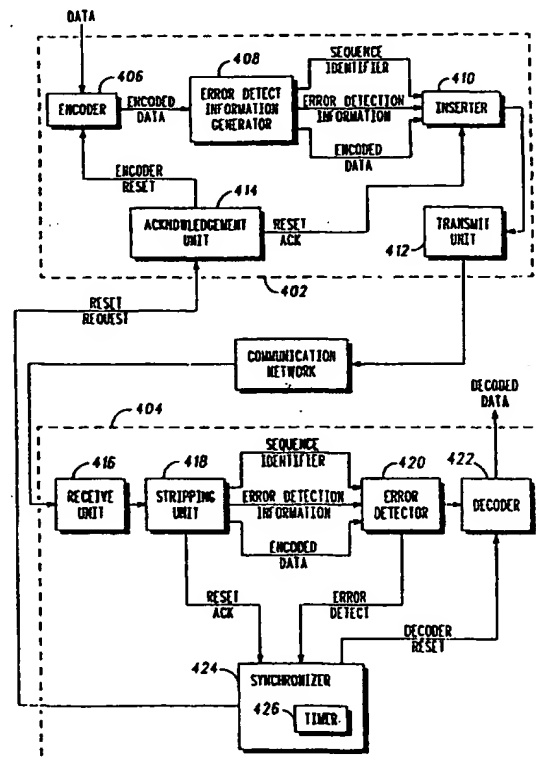 DATA
406
ENCODER
ENCODED
DATA
408
ERROR DETECT
INFORMATION
GENERATOR
SEQUENCE
IDENTIFIER
ERROR DETECTION
INFORMATION
ENCODED
DATA
410
INSERTER
ENCODER
RESET
414
ACKNOWLEDGEMENT
UNIT
RESET
ACK
TRANSMIT
UNIT
412
402
RESET
REQUEST
COMMUNICATION
NETWORK
DECODED
DATA
404
416
RECEIVE
UNIT
418
STRIPPING
UNIT
SEQUENCE
IDENTIFIER
ERROR DETECTION
INFORMATION
ENCODED
DATA
420
ERROR
DETECTOR
422
DECODER
RESET
ACK
ERROR
DETECT
DECODER
RESET
424
SYNCHRONIZER
426
TIMER